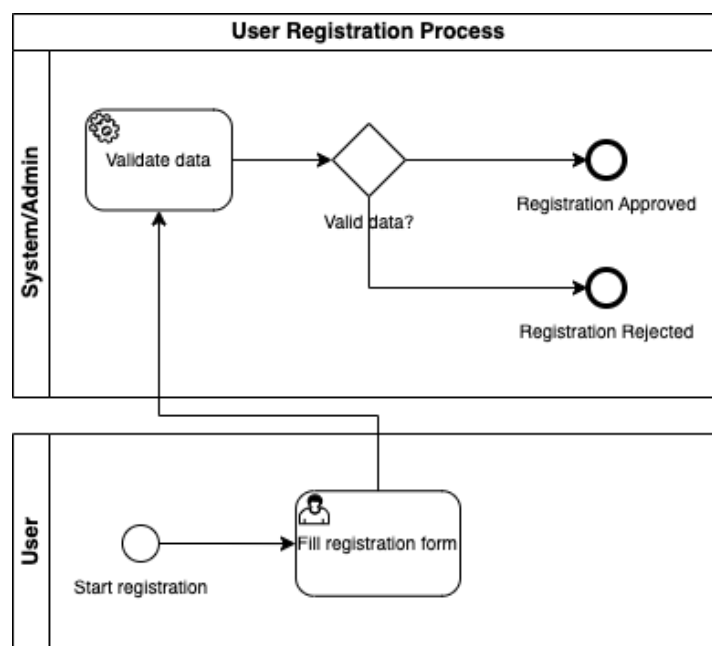 User Registration Process
System/Admin
Validate data
Valid data?
Registration Approved
Registration Rejected
User
Start registration
Fill registration form